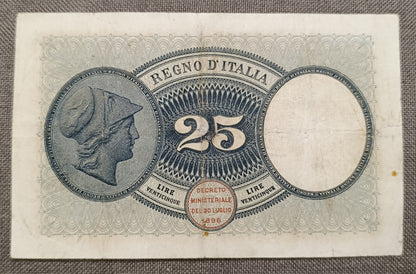 REGNO D'ITALIA
25
LIRE
VENTICINQUE
LIRE
VENTICINQUE
DECRETO
MINISTERIALE
DEL 20 LUGLIO
1896